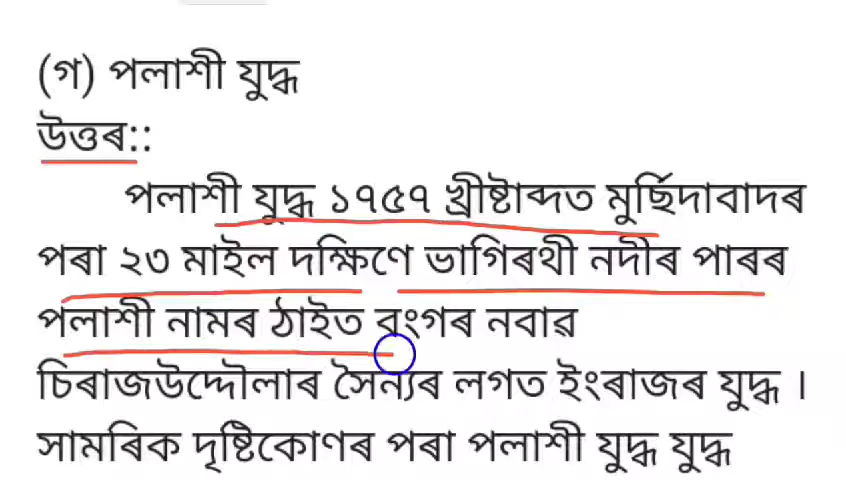 (গ) পলাশী যুদ্ধ
উত্তৰ::
পলাশী যুদ্ধ ১৭৫৭ খ্ৰীষ্টাব্দত মুৰ্ছিদাবাদৰ
পৰা ২৩ মাইল দক্ষিণে ভাগিৰথী নদীৰ পাৰৰ
পলাশী নামৰ ঠাইত বংগৰ নবাৱ
চিৰাজউদ্দৌলাৰ সৈন্যৰ লগত ইংৰাজৰ যুদ্ধ ।
সামৰিক দৃষ্টিকোণৰ পৰা পলাশী যুদ্ধ যুদ্ধ